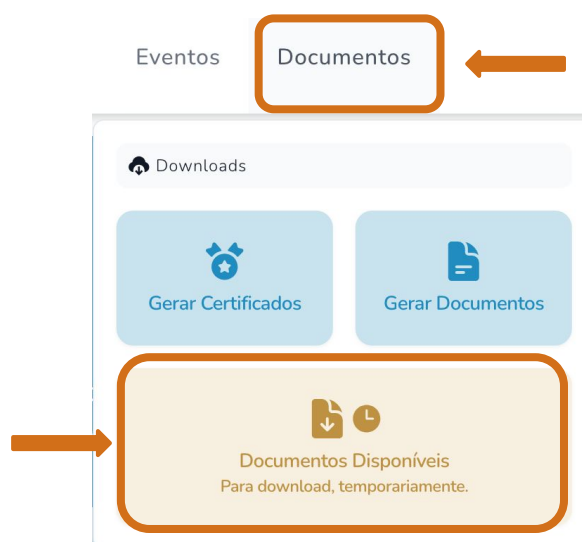 Eventos Documentos
Downloads
Gerar Certificados Gerar Documentos
Documentos Disponíveis
Para download, temporariamente.